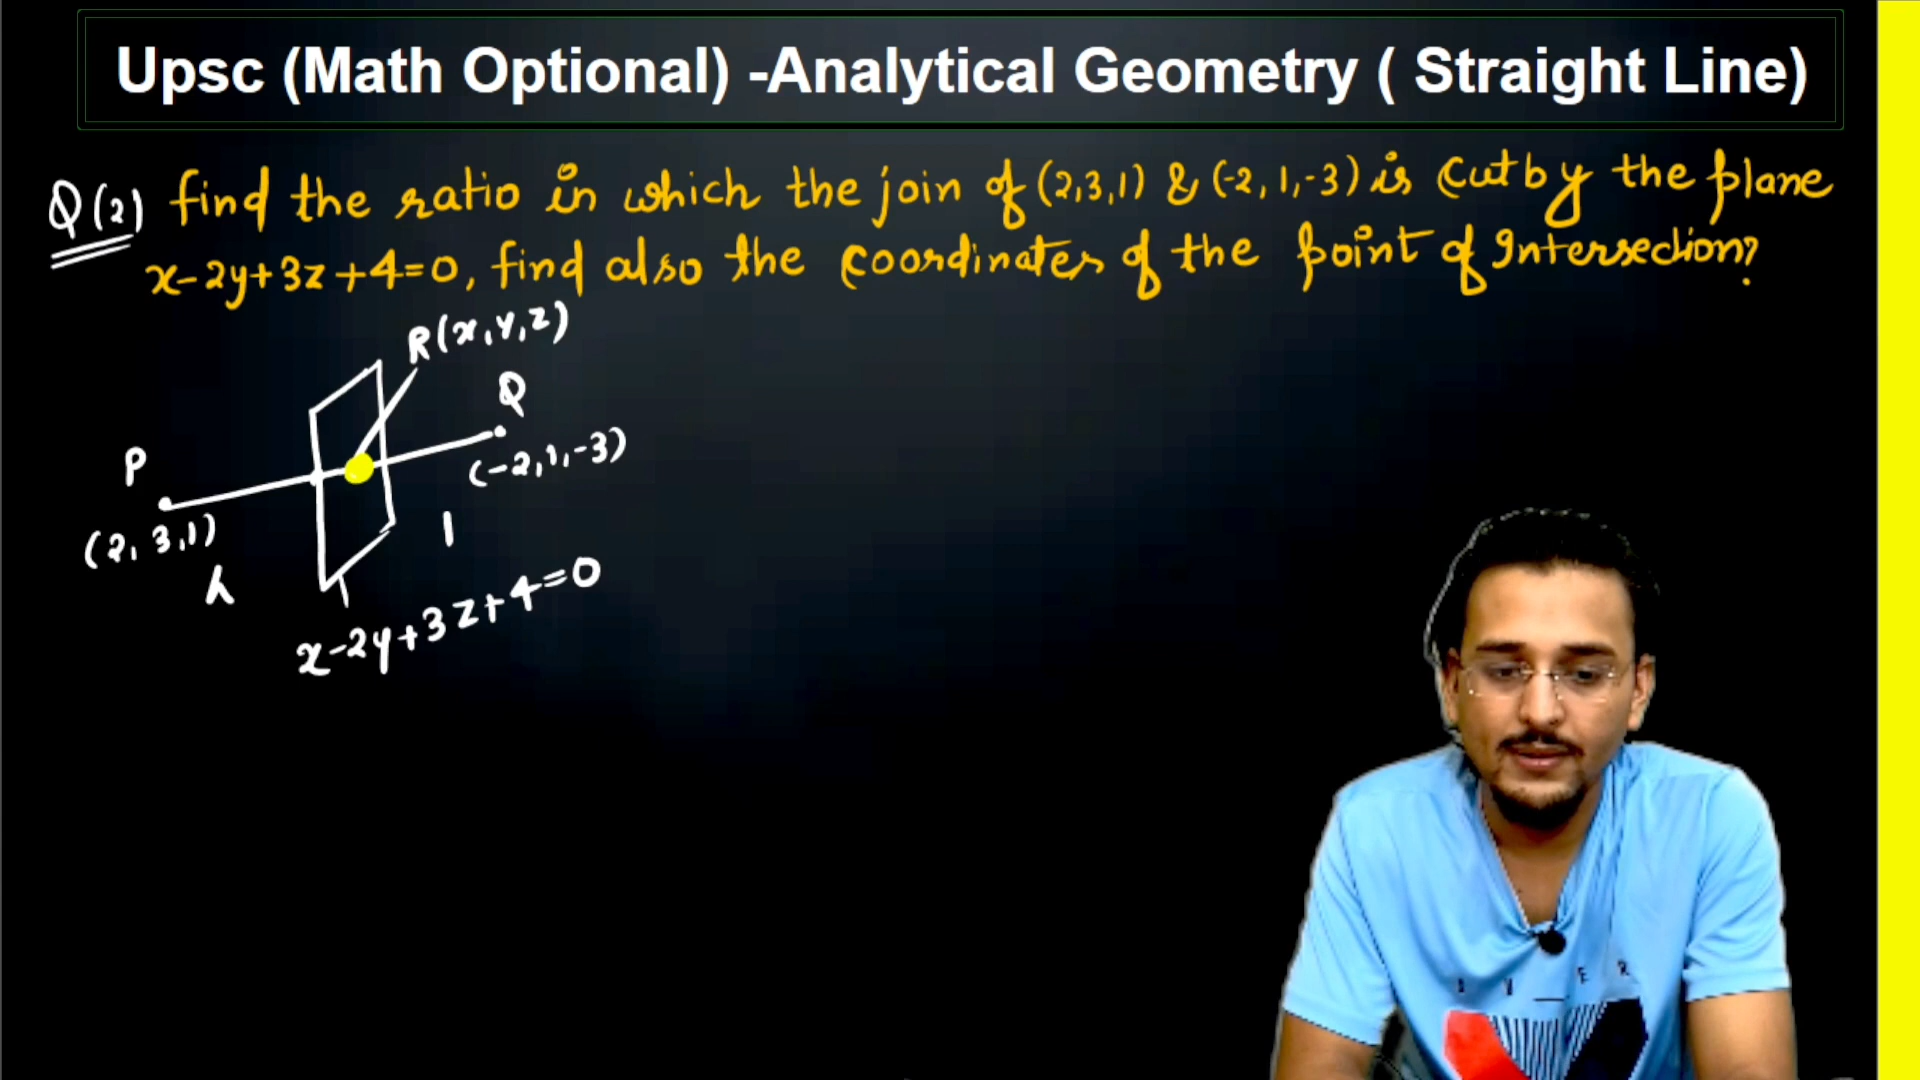 Upsc (Math Optional) -Analytical Geometry ( Straight Line)
Q(2) find the ratio in which the join of (2,3,1) & (-2,1,-3) is cut by the plane
x-2y+3z+4=0, find also the coordinates of the point of Intersection?
R(x,y,z)
Q
(-2,1,-3)
P
(2,3,1)
λ
1
x-2y+3z+4=0